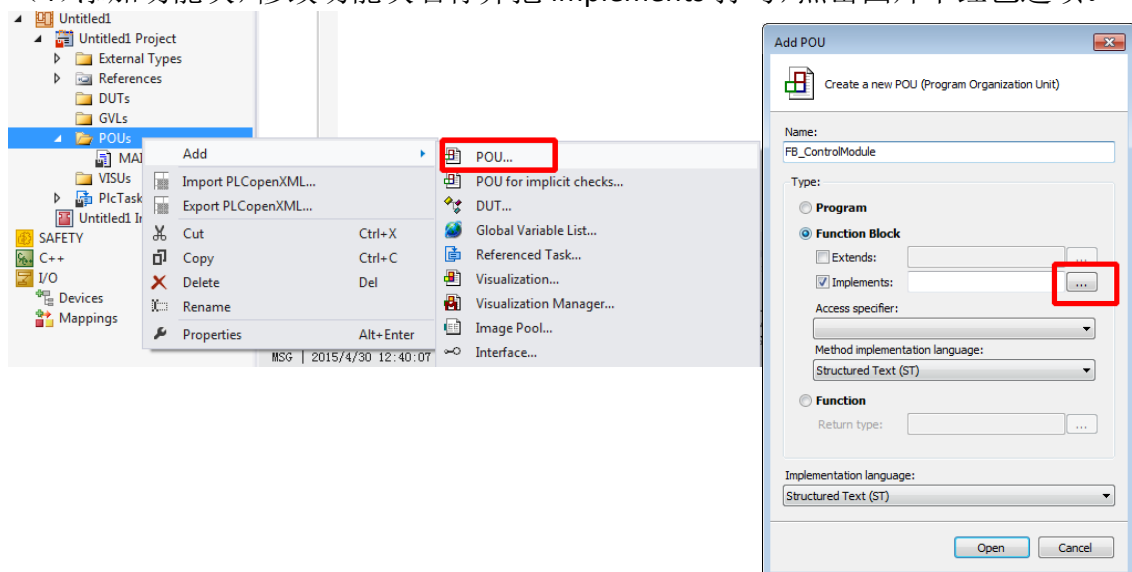 Untitled1
Untitled1 Project
External Types
References
DUTs
GVLs
POUs
VISUs
SAFETY
C++
I/O
Devices
Mappings
Add
Import PLCopenXML...
Export PLCopenXML...
Cut Ctrl+X
Copy Ctrl+C
Delete Del
Rename
Properties Alt+Enter
MSG | 2015/4/30 12:40:07
POU...
POU for implicit checks...
DUT...
Global Variable List...
Referenced Task...
Visualization...
Visualization Manager...
Image Pool...
Interface...
Add POU
Create a new POU (Program Organization Unit)
Name:
FB_ControlModule
Type:
Program
Function Block
Extends:
...
Implements:
...
Access specifier:
Method implementation language:
Structured Text (ST)
Function
Return type:
...
Implementation language:
Structured Text (ST)
Open Cancel